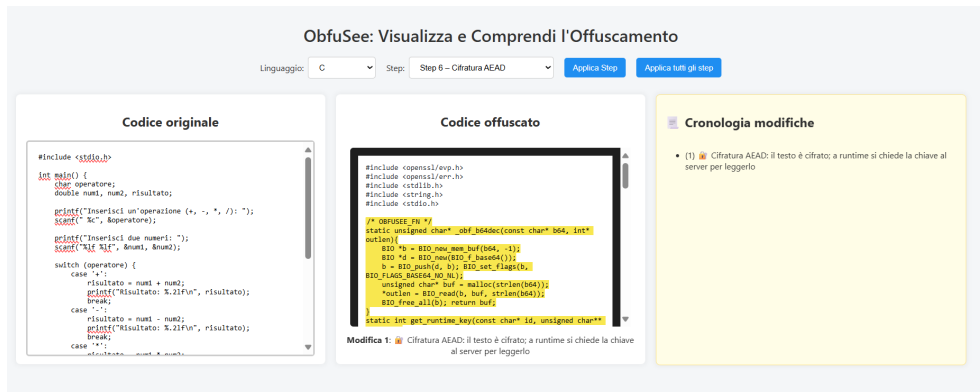 ObfuSee: Visualizza e Comprendi l'Offuscamento
Linguaggio: C Step: Step 6 – Cifratura AEAD Applica Step Applica tutti gli step
Codice originale
#include <stdio.h>
int main() {
char operatore;
double num1, num2, risultato;
printf("Inserisci un'operazione (+, -, *, /): ");
scanf(" %c", &operatore);
printf("Inserisci due numeri: ");
scanf("%lf %lf", &num1, &num2);
switch (operatore) {
case '+':
risultato = num1 + num2;
printf("Risultato: %.2lf\n", risultato);
break;
case '-':
risultato = num1 - num2;
printf("Risultato: %.2lf\n", risultato);
break;
case '*':
risultato = num1 * num2;
Codice offuscato
#include <openssl/evp.h>
#include <openssl/err.h>
#include <stdlib.h>
#include <string.h>
#include <stdio.h>
/* OBFUSEE_FN */
static unsigned char* _obf_b64dec(const char* b64, int*
outlen){
BIO *b = BIO_new_mem_buf(b64, -1);
BIO *d = BIO_new(BIO_f_base64());
b = BIO_push(d, b); BIO_set_flags(b,
BIO_FLAGS_BASE64_NO_NL);
unsigned char* buf = malloc(strlen(b64));
*outlen = BIO_read(b, buf, strlen(b64));
BIO_free_all(b); return buf;
}
static int get_runtime_key(const char* id, unsigned char**
Modifica 1: 🔐 Cifratura AEAD: il testo è cifrato; a runtime si chiede la chiave
al server per leggerlo
Cronologia modifiche
• (1) 🔐 Cifratura AEAD: il testo è cifrato; a runtime si chiede la chiave al
server per leggerlo